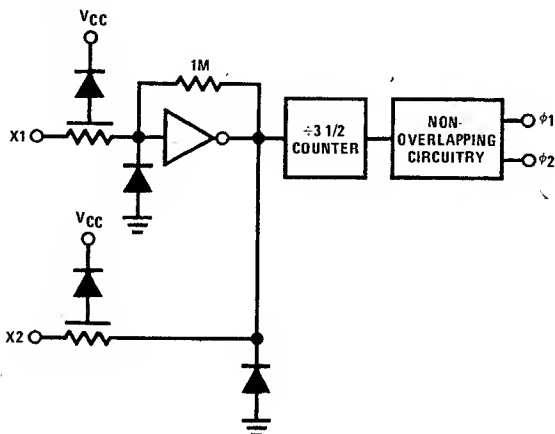 VCC
1M
X1
÷3 1/2
COUNTER
NON-
OVERLAPPING
CIRCUITRY
ϕ1
ϕ2
VCC
X2